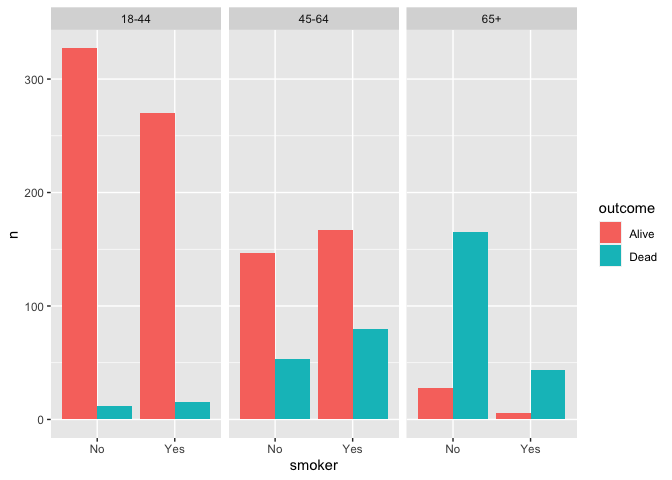 18-44 45-64 65+
300
200
100
0
n
No Yes No Yes No Yes
smoker
outcome
Alive
Dead